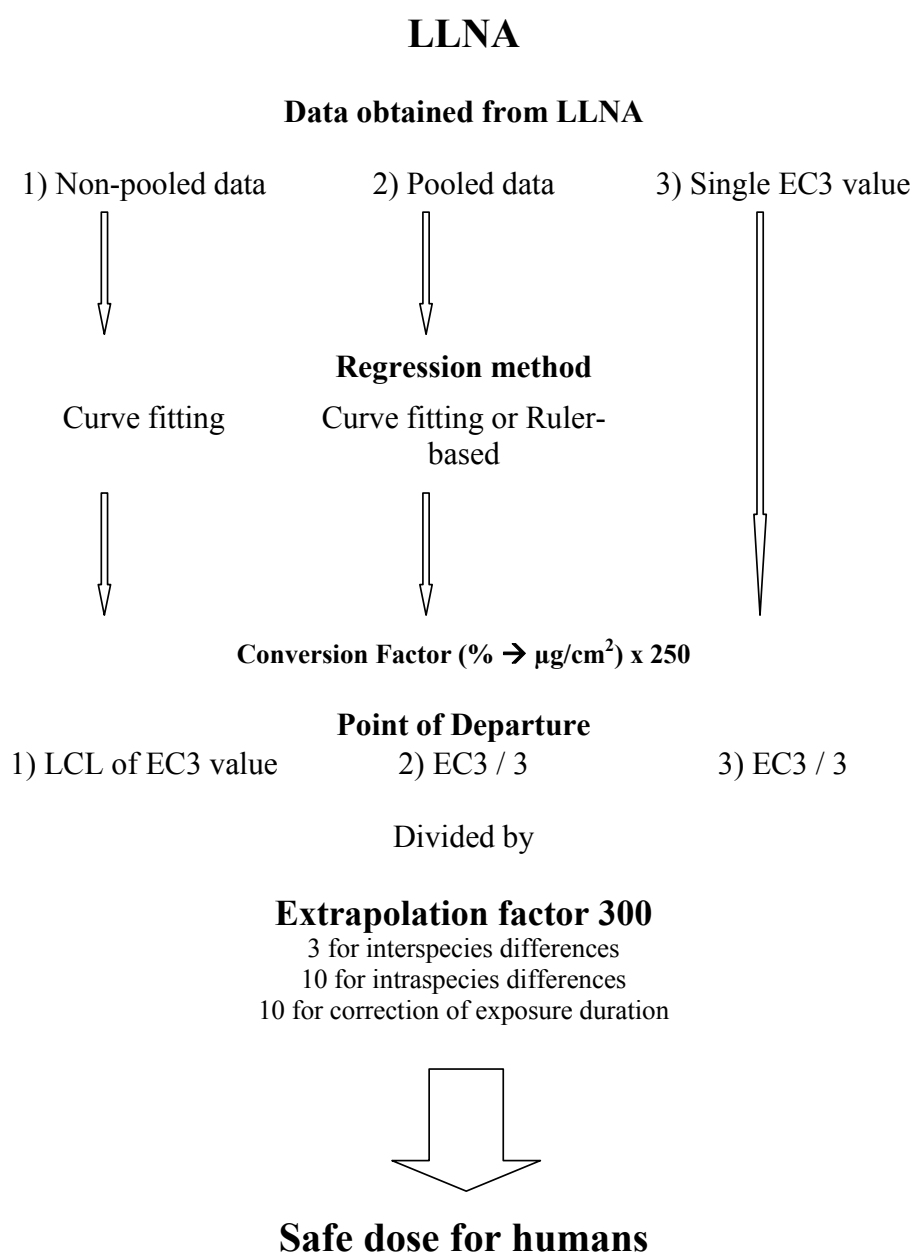 LLNA
Data obtained from LLNA
1) Non-pooled data 2) Pooled data 3) Single EC3 value
Regression method
Curve fitting Curve fitting or Ruler-
based
Conversion Factor (% → µg/cm²) x 250
Point of Departure
1) LCL of EC3 value 2) EC3 / 3 3) EC3 / 3
Divided by
Extrapolation factor 300
3 for interspecies differences
10 for intraspecies differences
10 for correction of exposure duration
Safe dose for humans